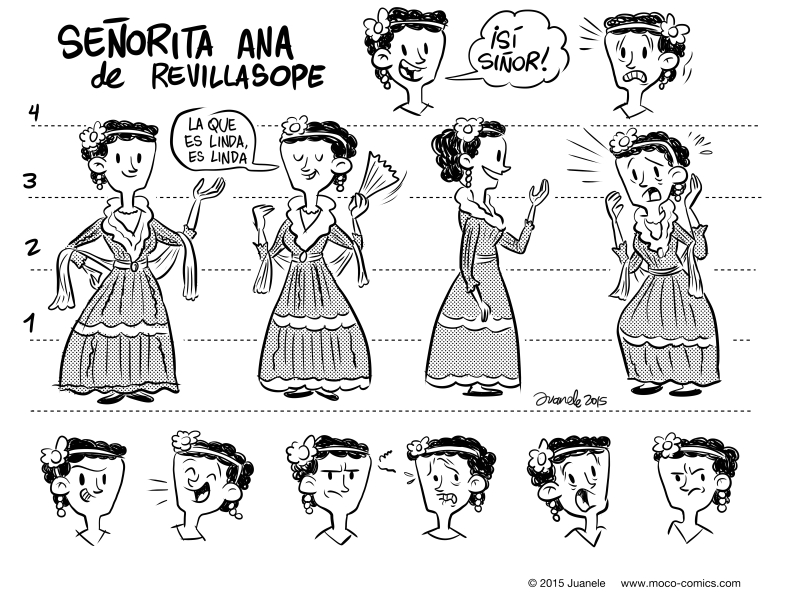 SEÑORITA ANA
de REVILLASOPE
¡SÍ
SIÑOR!
4
LA QUE
ES LINDA,
ES LINDA
3
2
1
Juanele 2015
© 2015 Juanele www.moco-comics.com